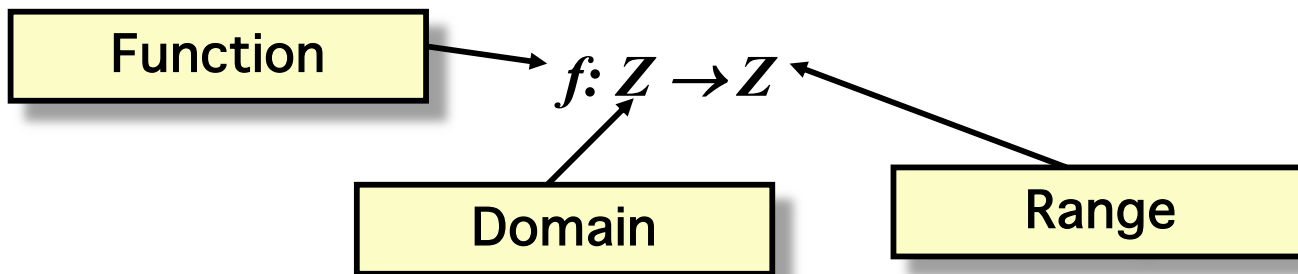 Function
f: Z → Z
Domain
Range